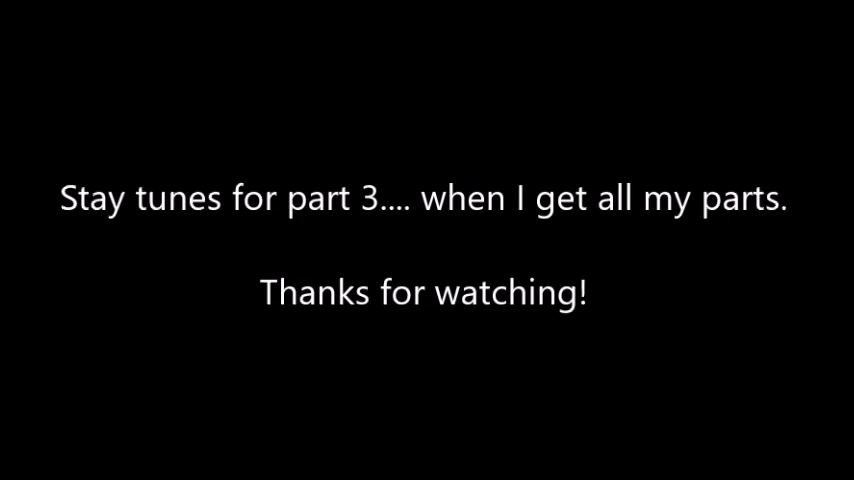 Stay tunes for part 3.... when I get all my parts.
Thanks for watching!